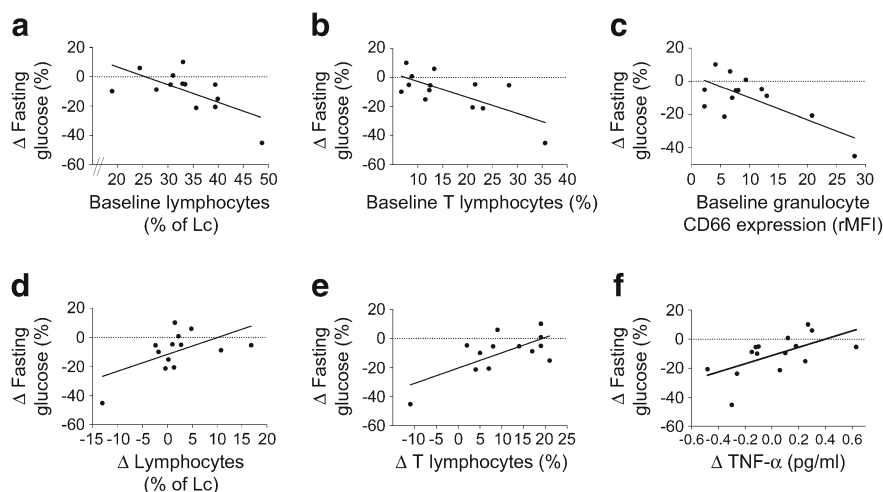 a
20
0
-20
-40
-60
Δ Fasting
glucose (%)
20 30 40 50
Baseline lymphocytes
(% of Lc)
b
20
0
-20
-40
-60
Δ Fasting
glucose (%)
5 10 15 20 25 30 35 40
Baseline T lymphocytes (%)
c
20
0
-20
-40
Δ Fasting
glucose (%)
0 5 10 15 20 25 30
Baseline granulocyte
CD66 expression (rMFI)
d
20
0
-20
-40
-60
Δ Fasting
glucose (%)
-15 -10 -5 0 5 10 15 20
Δ Lymphocytes
(% of Lc)
e
20
0
-20
-40
-60
Δ Fasting
glucose (%)
-10 -5 0 5 10 15 20 25
Δ T lymphocytes (%)
f
20
0
-20
-40
-60
Δ Fasting
glucose (%)
-0.6 -0.4 -0.2 0.0 0.2 0.4 0.6
Δ TNF-α (pg/ml)